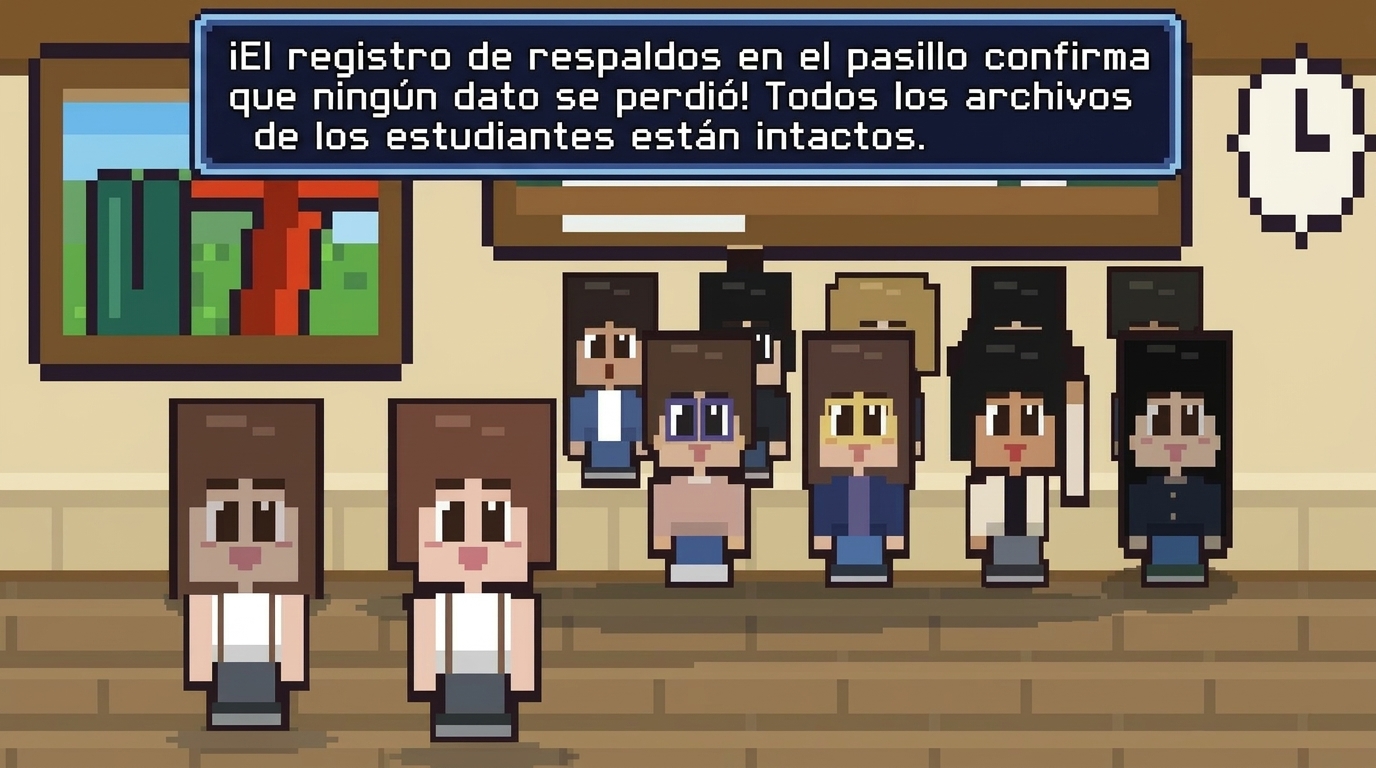 ¡El registro de respaldos en el pasillo confirma
que ningún dato se perdió! Todos los archivos
de los estudiantes están intactos.